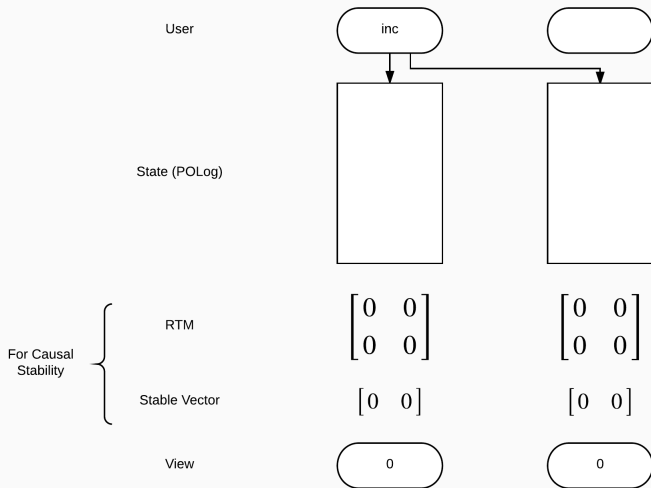 User
inc
State (POLog)
For Causal
Stability
RTM
0 0
0 0
0 0
0 0
Stable Vector
[0 0]
[0 0]
View
0
0